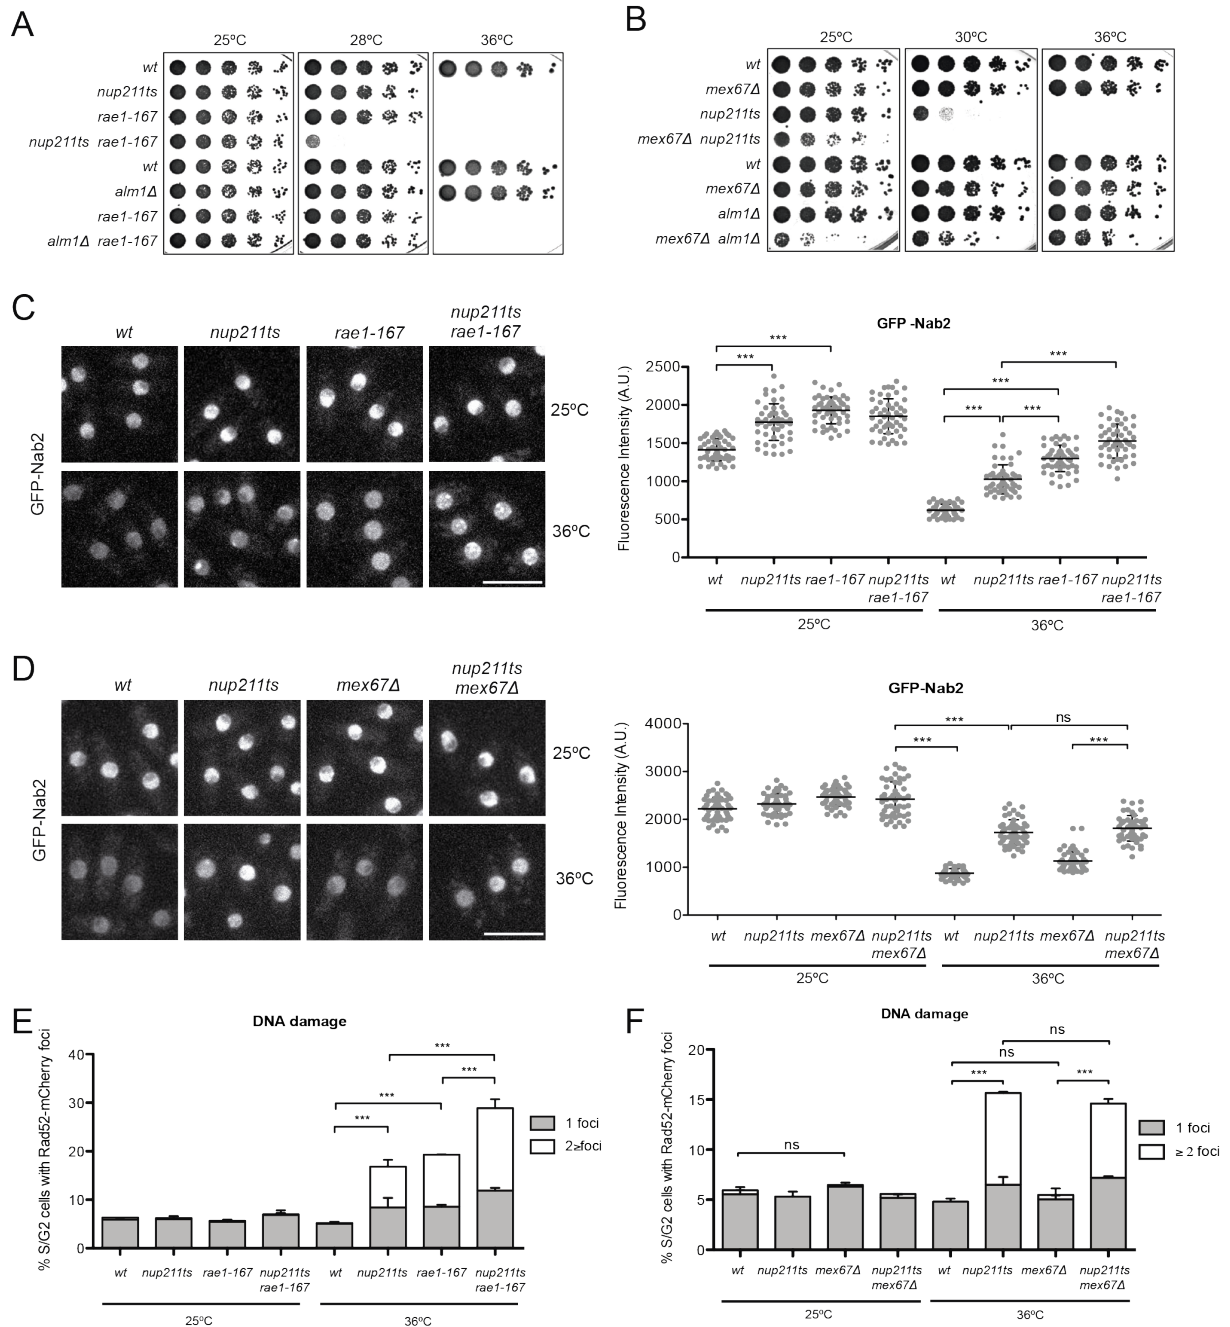 A
25ºC 28ºC 36ºC
wt
nup211ts
rae1-167
nup211ts rae1-167
wt
alm1Δ
rae1-167
alm1Δ rae1-167
B
25ºC 30ºC 36ºC
wt
mex67Δ
nup211ts
mex67Δ nup211ts
wt
mex67Δ
alm1Δ
mex67Δ alm1Δ
C
wt nup211ts rae1-167 nup211ts
rae1-167
GFP-Nab2
25ºC
36ºC
GFP -Nab2
Fluorescence Intensity (A.U.)
2500
2000
1500
1000
500
0
*** *** *** *** *** ***
wt nup211ts rae1-167 nup211ts wt nup211ts rae1-167 nup211ts
rae1-167 rae1-167
25ºC 36ºC
D
wt nup211ts mex67Δ nup211ts
mex67Δ
GFP-Nab2
25ºC
36ºC
GFP-Nab2
Fluorescence Intensity (A.U.)
4000
3000
2000
1000
0
*** ns
*** ***
wt nup211ts mex67Δ nup211ts wt nup211ts mex67Δ nup211ts
mex67Δ mex67Δ
25ºC 36ºC
E
DNA damage
% S/G2 cells with Rad52-mCherry foci
40
30
20
10
0
***
***
***
***
1 foci
2≥foci
wt nup211ts rae1-167 nup211ts wt nup211ts rae1-167 nup211ts
rae1-167 rae1-167
25ºC 36ºC
F
DNA damage
% S/G2 cells with Rad52-mCherry foci
20
15
10
5
0
ns
ns
*** ***
ns
1 foci
≥ 2 foci
wt nup211ts mex67Δ nup211ts wt nup211ts mex67Δ nup211ts
mex67Δ mex67Δ
25ºC 36ºC